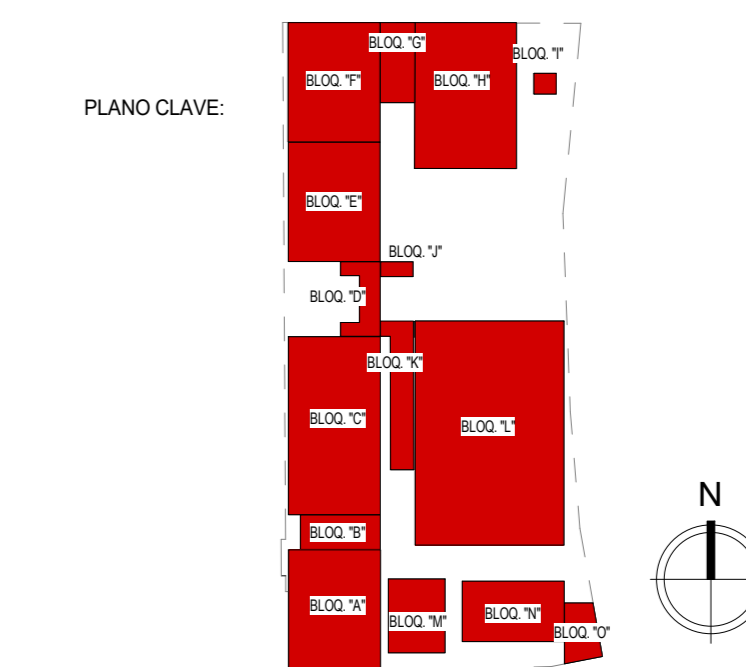 BLOQ. "G"
BLOQ. "I"
BLOQ. "F"
BLOQ. "H"
PLANO CLAVE:
BLOQ. "E"
BLOQ. "J"
BLOQ. "D"
BLOQ. "K"
BLOQ. "C"
BLOQ. "L"
N
BLOQ. "B"
BLOQ. "A"
BLOQ. "M"
BLOQ. "N"
BLOQ. "O"